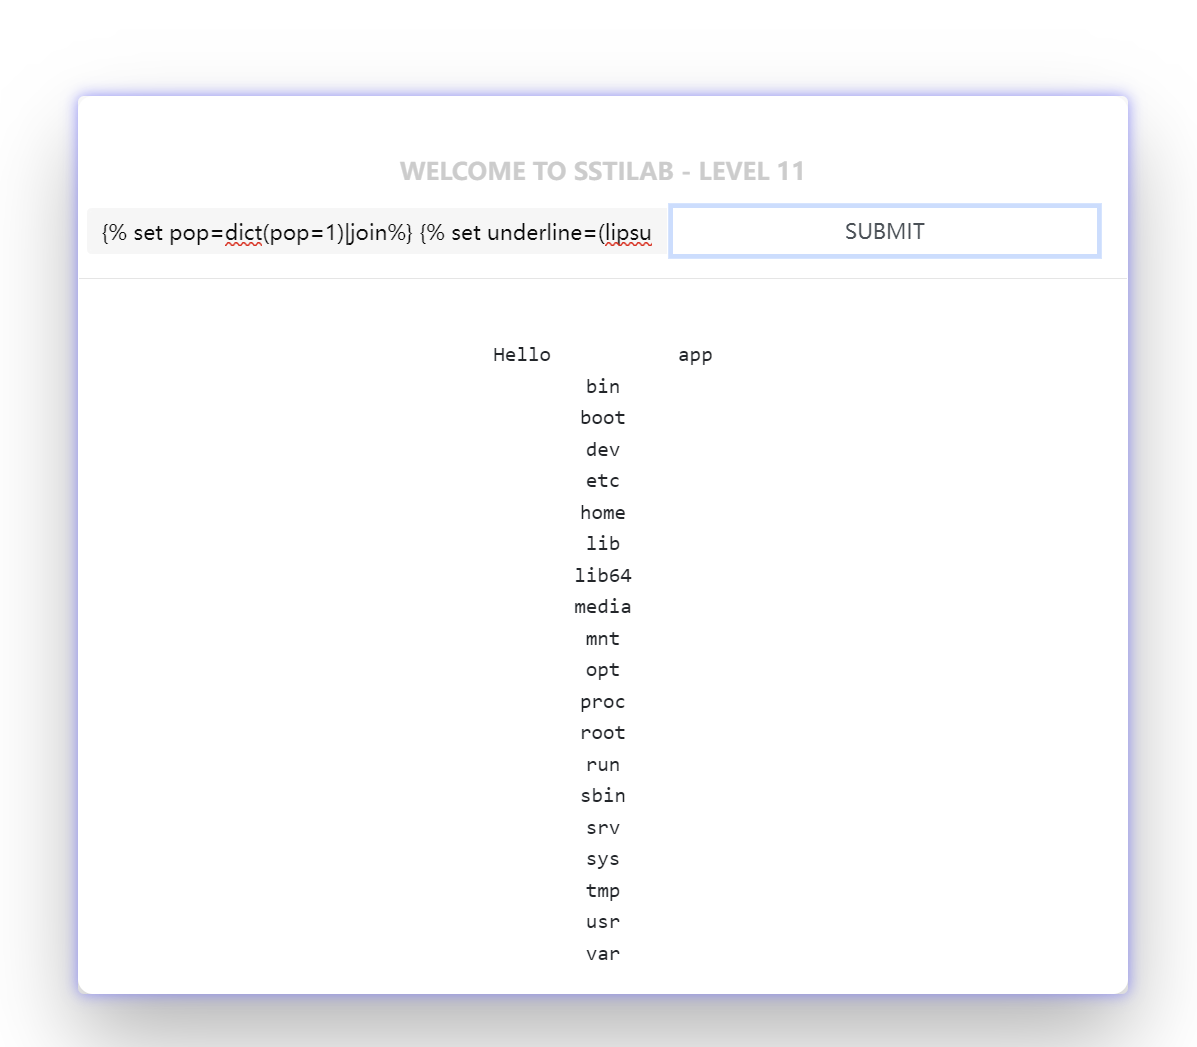 WELCOME TO SSTILAB - LEVEL 11
{% set pop=dict(pop=1)|join%} {% set underline=(lipsu SUBMIT
Hello app
bin
boot
dev
etc
home
lib
lib64
media
mnt
opt
proc
root
run
sbin
srv
sys
tmp
usr
var